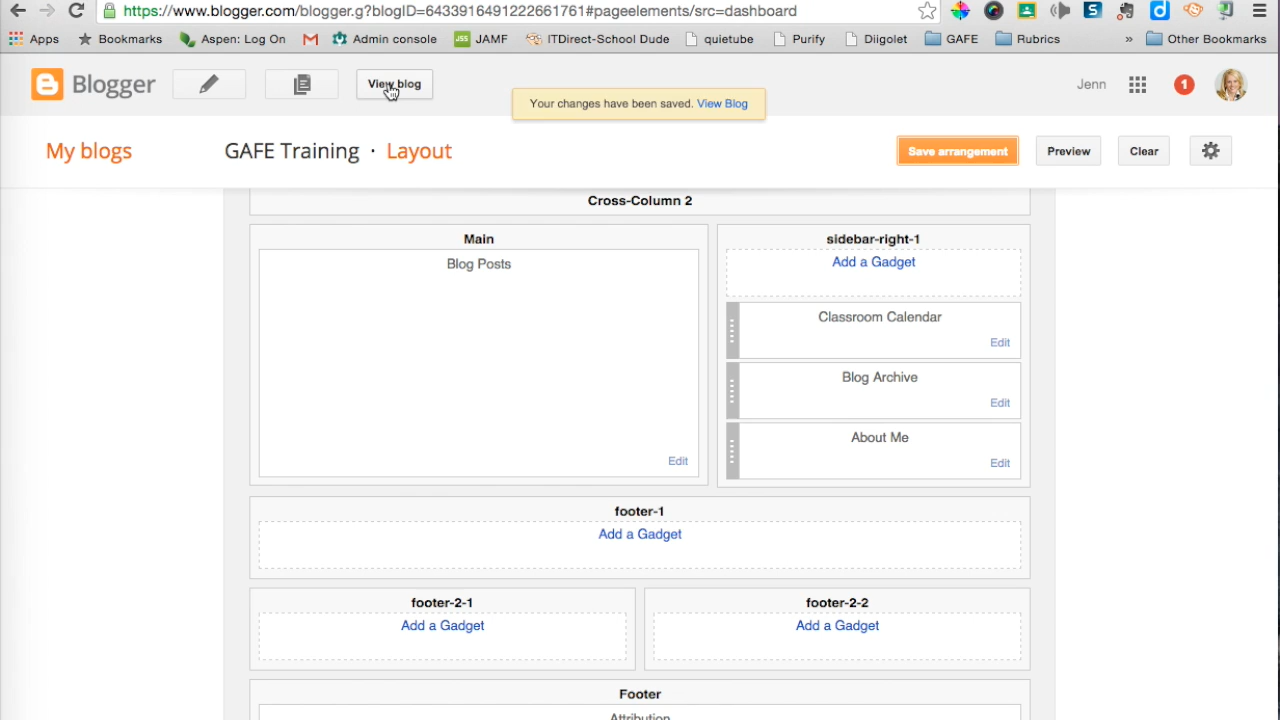 https://www.blogger.com/blogger.g?blogID=6433916491222661761#pageelements/src=dashboard
Apps Bookmarks Aspen: Log On Admin console JAMF ITDirect-School Dude Uptube Purify Diigolet GAFE Rubrics » Other Bookmarks
Blogger View blog Jenn 1
Your changes have been saved. View Blog
My blogs GAFE Training · Layout Save arrangement Preview Clear
Cross-Column 2
Main
Blog Posts
Edit
sidebar-right-1
Add a Gadget
Classroom Calendar
Edit
Blog Archive
Edit
About Me
Edit
footer-1
Add a Gadget
footer-2-1
Add a Gadget
footer-2-2
Add a Gadget
Footer
Attribution